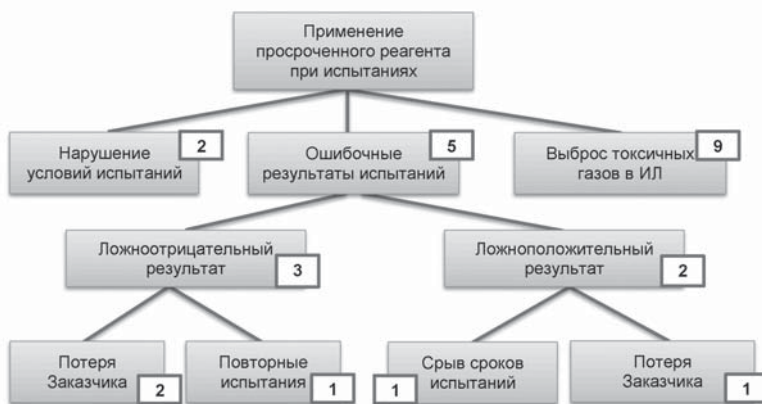 Применение
просроченного реагента
при испытаниях
Нарушение
условий испытаний
2
Ошибочные
результаты испытаний
5
Выброс токсичных
газов в ИЛ
9
Ложноотрицательный
результат
3
Ложноположительный
результат
2
Потеря
Заказчика
2
Повторные
испытания
1
Срыв сроков
испытаний
1
Потеря
Заказчика
1